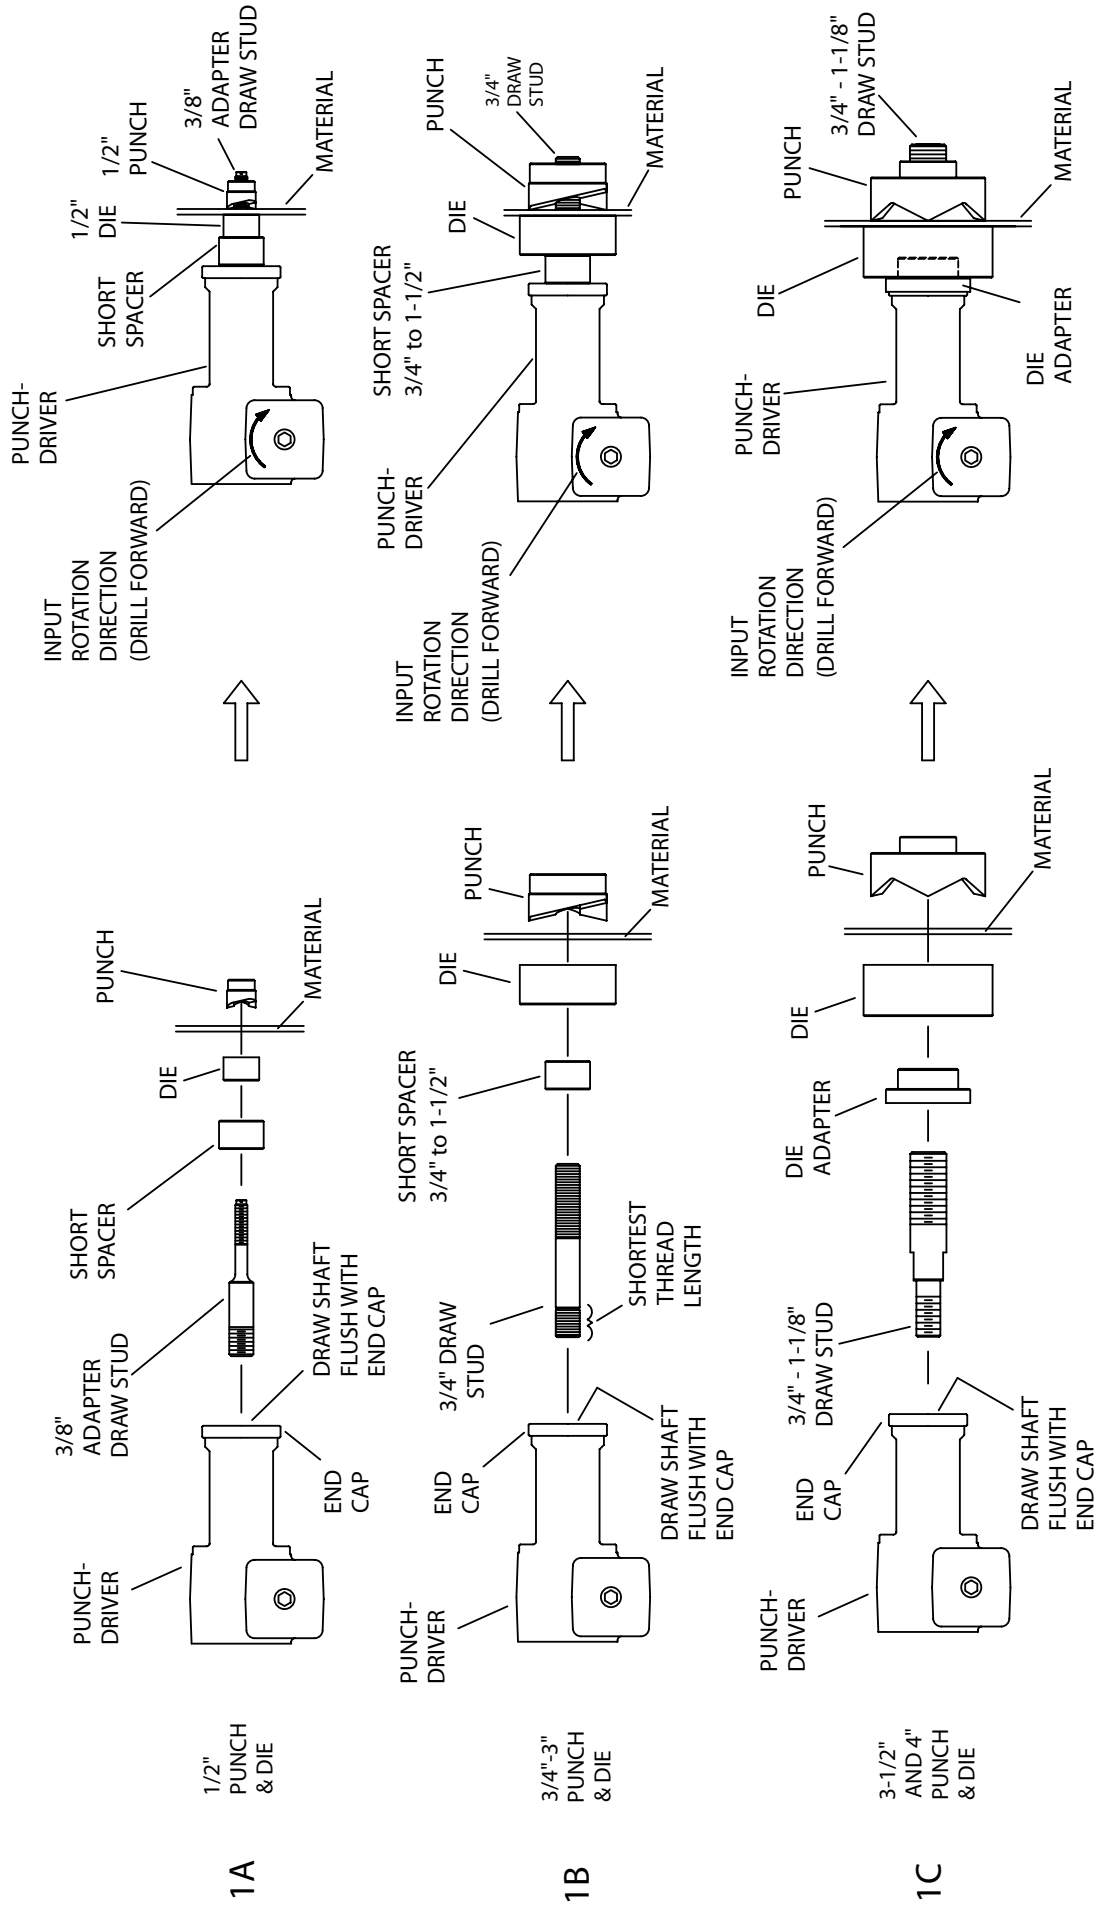 1A
1/2"
PUNCH
& DIE
PUNCH-
DRIVER
3/8"
ADAPTER
DRAW STUD
END
CAP
DRAW SHAFT
FLUSH WITH
END CAP
SHORT
SPACER
DIE
PUNCH
MATERIAL
INPUT
ROTATION
DIRECTION
(DRILL FORWARD)
PUNCH-
DRIVER
SHORT
SPACER
1/2"
DIE
1/2"
PUNCH
3/8"
ADAPTER
DRAW STUD
MATERIAL
1B
3/4"-3"
PUNCH
& DIE
PUNCH-
DRIVER
END
CAP
DRAW SHAFT
FLUSH WITH
END CAP
3/4" DRAW
STUD
SHORTEST
THREAD
LENGTH
SHORT SPACER
3/4" to 1-1/2"
DIE
PUNCH
MATERIAL
INPUT
ROTATION
DIRECTION
(DRILL FORWARD)
PUNCH-
DRIVER
SHORT SPACER
3/4" to 1-1/2"
DIE
PUNCH
3/4"
DRAW
STUD
MATERIAL
1C
3-1/2"
AND 4"
PUNCH
& DIE
PUNCH-
DRIVER
END
CAP
DRAW SHAFT
FLUSH WITH
END CAP
3/4" - 1-1/8"
DRAW STUD
DIE
ADAPTER
DIE
PUNCH
MATERIAL
INPUT
ROTATION
DIRECTION
(DRILL FORWARD)
PUNCH-
DRIVER
DIE
ADAPTER
DIE
PUNCH
3/4" - 1-1/8"
DRAW STUD
MATERIAL